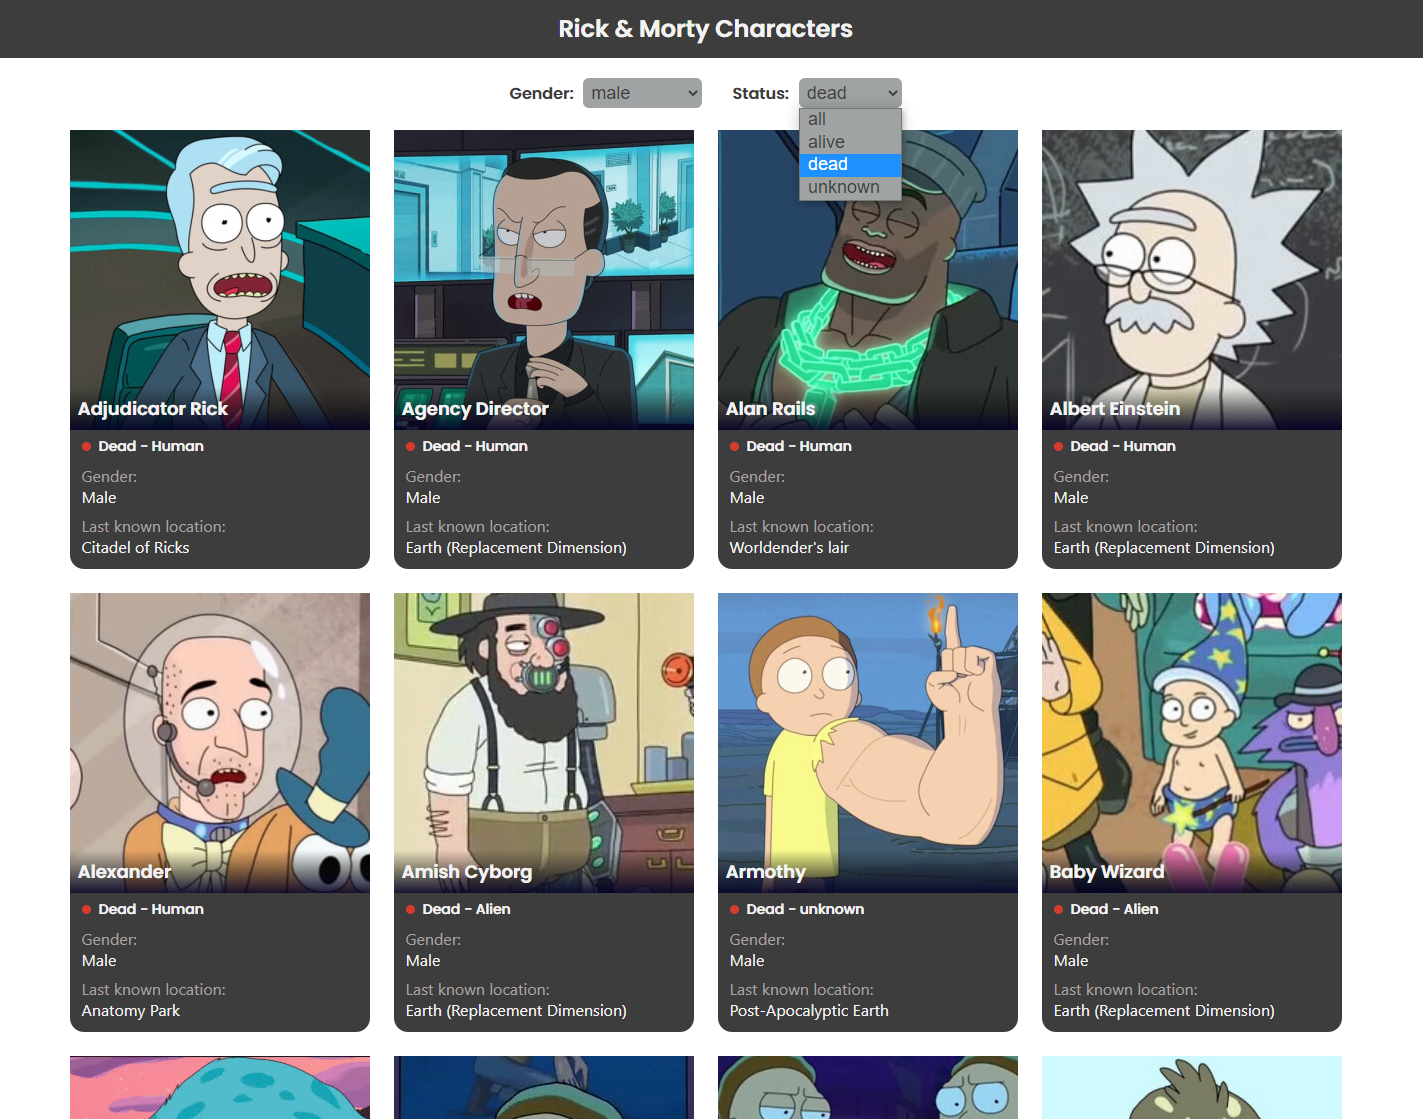 Rick & Morty Characters
Gender: male Status: dead
all
alive
dead
unknown
Adjudicator Rick
Dead - Human
Gender:
Male
Last known location:
Citadel of Ricks
Agency Director
Dead - Human
Gender:
Male
Last known location:
Earth (Replacement Dimension)
Alan Rails
Dead - Human
Gender:
Male
Last known location:
Worldender's lair
Albert Einstein
Dead - Human
Gender:
Male
Last known location:
Earth (Replacement Dimension)
Alexander
Dead - Human
Gender:
Male
Last known location:
Anatomy Park
Amish Cyborg
Dead - Alien
Gender:
Male
Last known location:
Earth (Replacement Dimension)
Armothy
Dead - unknown
Gender:
Male
Last known location:
Post-Apocalyptic Earth
Baby Wizard
Dead - Alien
Gender:
Male
Last known location:
Earth (Replacement Dimension)